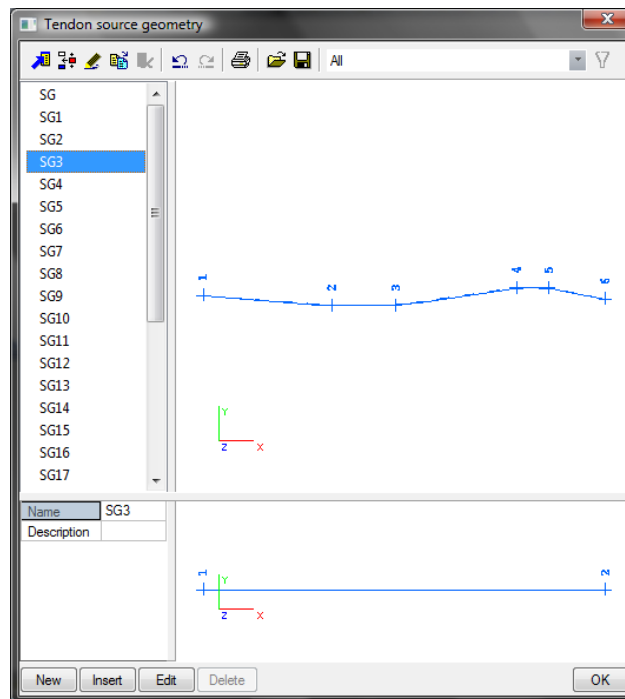 Tendon source geometry
All
SG
SG1
SG2
SG3
SG4
SG5
SG6
SG7
SG8
SG9
SG10
SG11
SG12
SG13
SG14
SG15
SG16
SG17
1
2
3
4
5
6
Y
Z
X
Name SG3
Description
1
2
Y
Z
X
New Insert Edit Delete OK